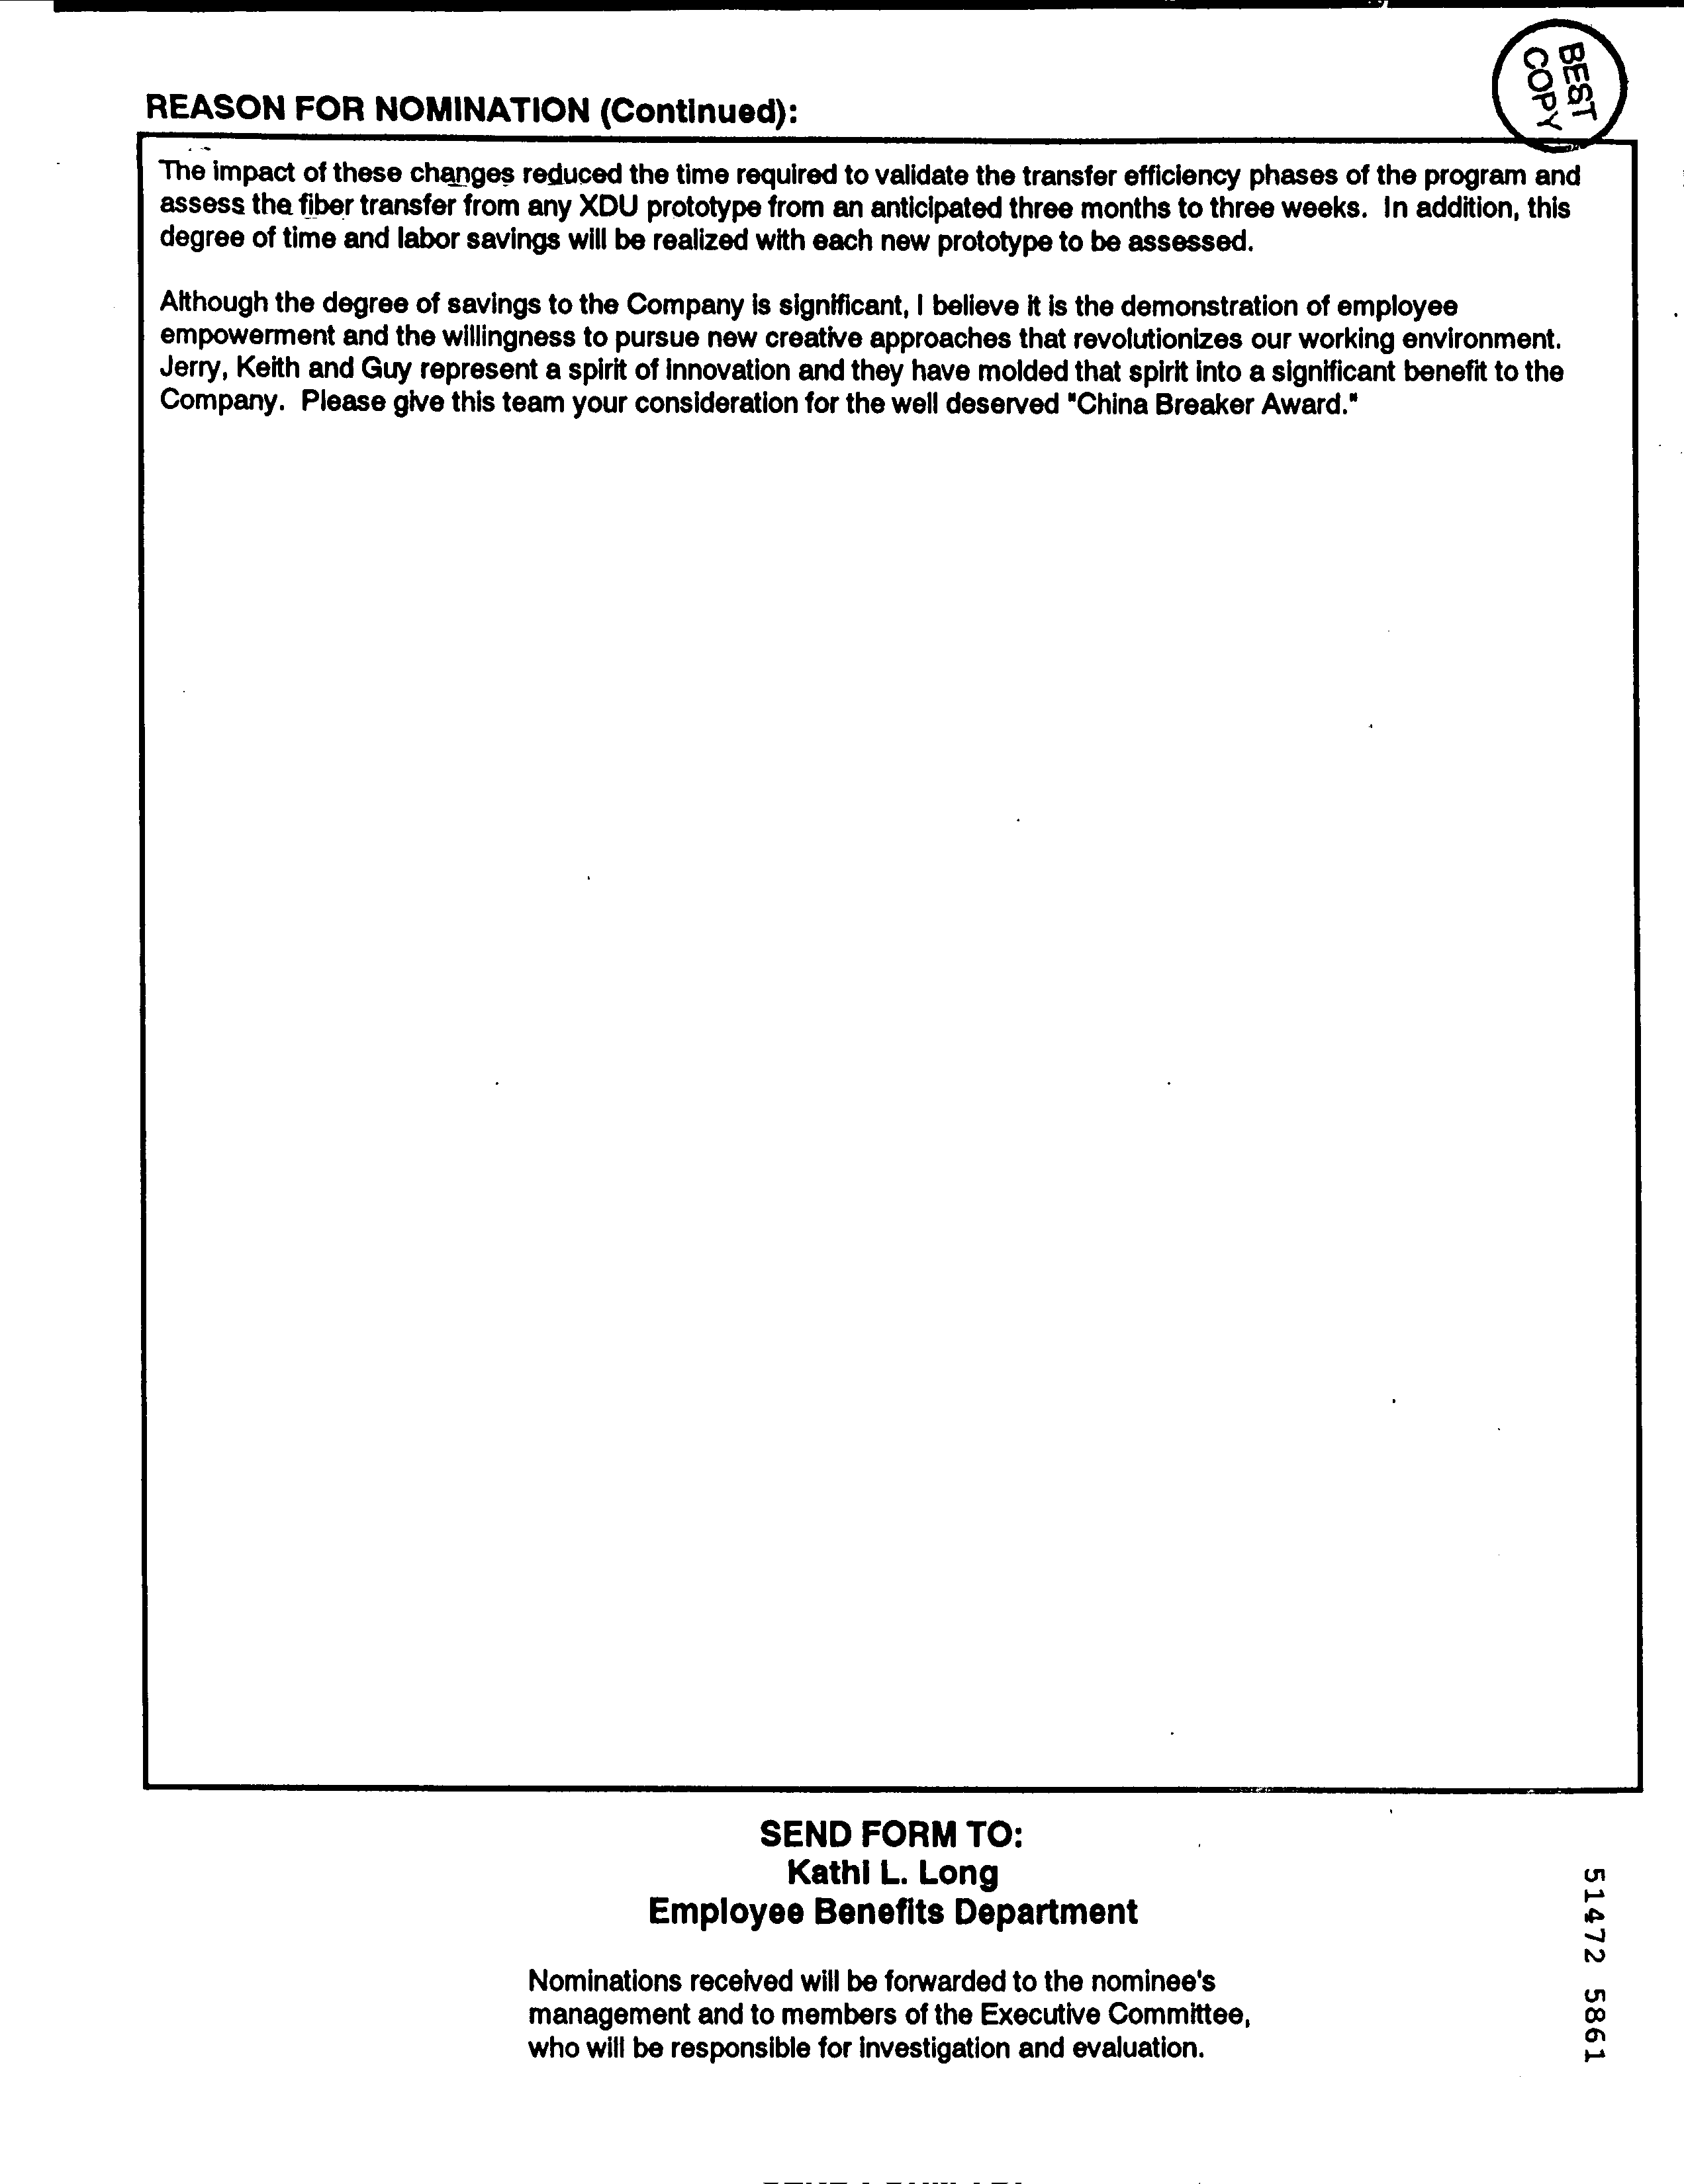 BEST
COPY
REASON FOR NOMINATION (Continued):
The impact of these changes reduced the time required to validate the transfer efficiency phases of the program and
assess the fiber transfer from any XDU prototype from an anticipated three months to three weeks.  In addition, this
degree of time and labor savings will be realized with each new prototype to be assessed.
Although the degree of savings to the Company is significant, I believe it is the demonstration of employee
empowerment and the willingness to pursue new creative approaches that revolutionizes our working environment.
Jerry, Keith and Guy represent a spirit of innovation and they have molded that spirit into a significant benefit to the
Company.  Please give this team your consideration for the well deserved "China Breaker Award."
SEND FORM TO:
Kathi L. Long
Employee Benefits Department
Nominations received will be forwarded to the nominee's
management and to members of the Executive Committee,
who will be responsible for investigation and evaluation.
51472 5861